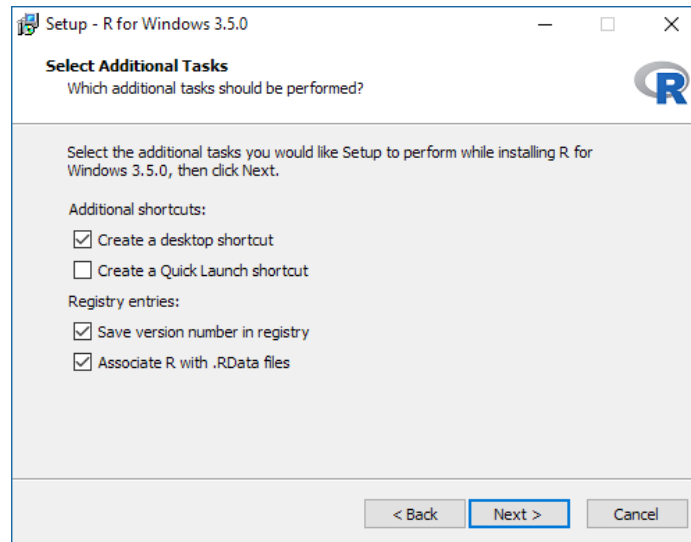 Setup - R for Windows 3.5.0
Select Additional Tasks
Which additional tasks should be performed?
R
Select the additional tasks you would like Setup to perform while installing R for
Windows 3.5.0, then click Next.
Additional shortcuts:
Create a desktop shortcut
Create a Quick Launch shortcut
Registry entries:
Save version number in registry
Associate R with .RData files
< Back Next > Cancel